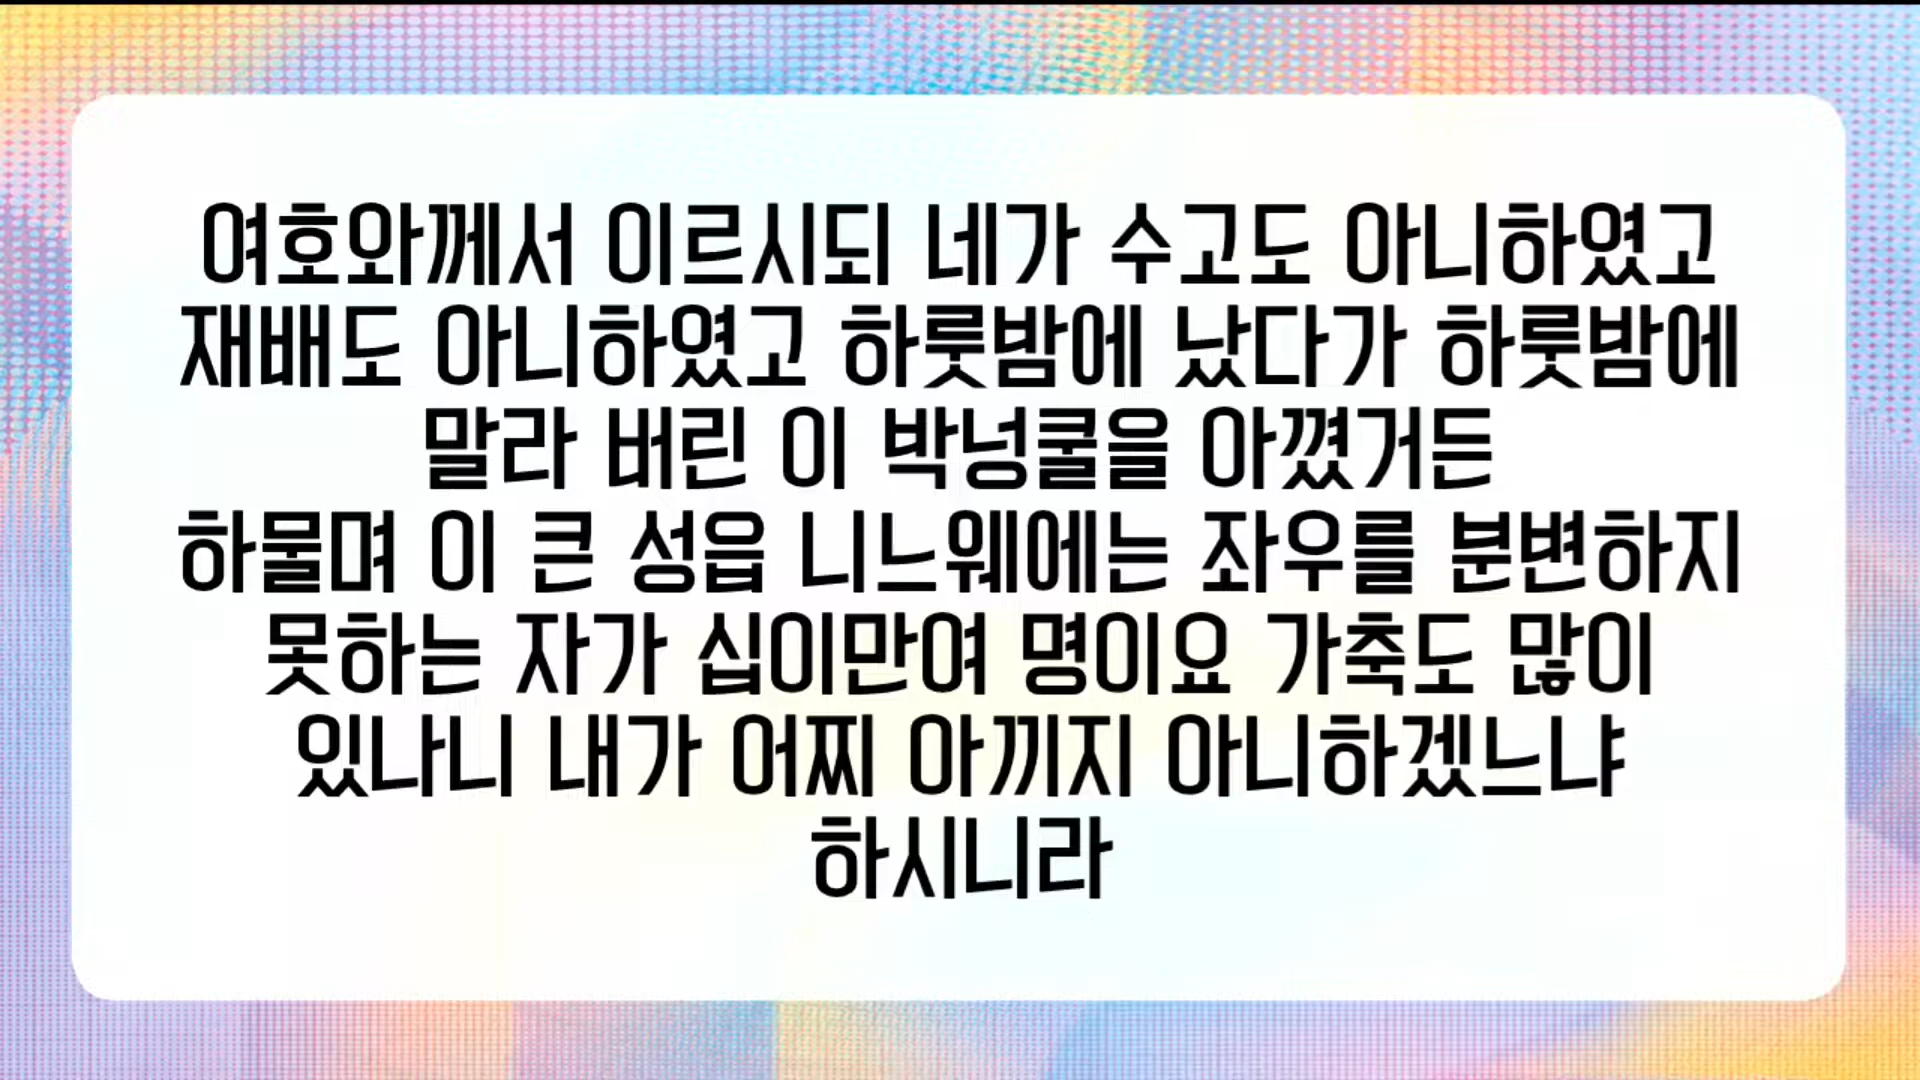 여호와께서 이르시되 네가 수고도 아니하였고
재배도 아니하였고 하룻밤에 났다가 하룻밤에
말라 버린 이 박넝쿨을 아꼈거든
하물며 이 큰 성읍 니느웨에는 좌우를 분변하지
못하는 자가 십이만여 명이요 가축도 많이
있나니 내가 어찌 아끼지 아니하겠느냐
하시니라